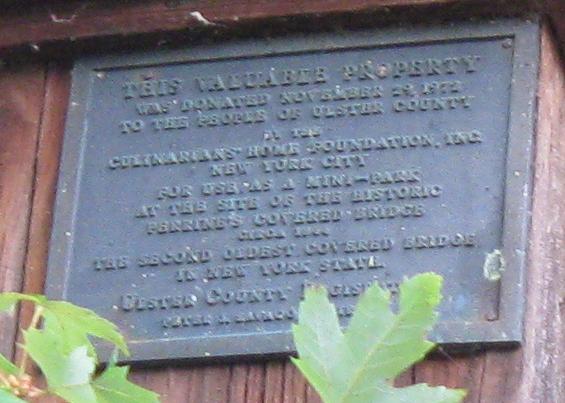 THIS VALUABLE PROPERTY
WAS DONATED NOVEMBER 29, 1972
TO THE PEOPLE OF ULSTER COUNTY
BY THE
CULINARIANS' HOME FOUNDATION, INC
NEW YORK CITY
FOR USE AS A MINI-PARK
AT THE SITE OF THE HISTORIC
PERRINE'S COVERED BRIDGE
CIRCA 1844
THE SECOND OLDEST COVERED BRIDGE
IN NEW YORK STATE.
ULSTER COUNTY
PETER J.